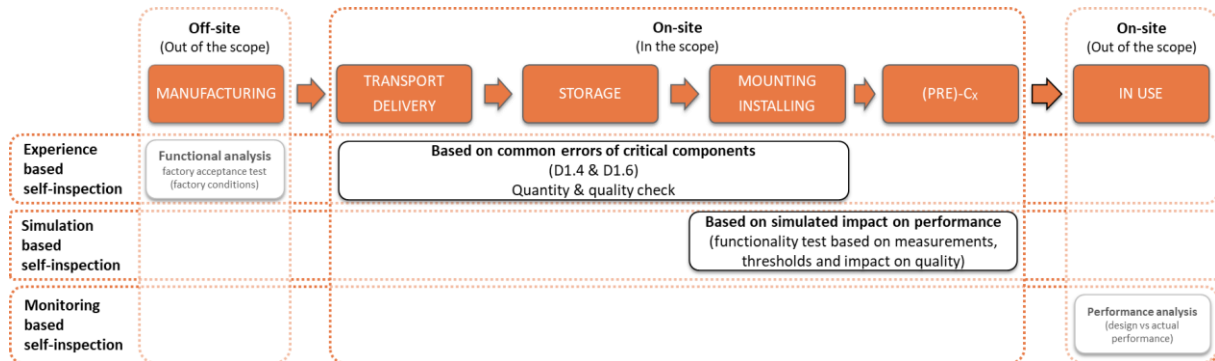 Off-site
(Out of the scope)
On-site
(In the scope)
On-site
(Out of the scope)
MANUFACTURING
TRANSPORT
DELIVERY
STORAGE
MOUNTING
INSTALLING
(PRE)-Cx
IN USE
Experience
based
self-inspection
Functional analysis
factory acceptance test
(factory conditions)
Based on common errors of critical components
(D1.4 & D1.6)
Quantity & quality check
Simulation
based
self-inspection
Based on simulated impact on performance
(functionality test based on measurements,
thresholds and impact on quality)
Monitoring
based
self-inspection
Performance analysis
(design vs actual
performance)